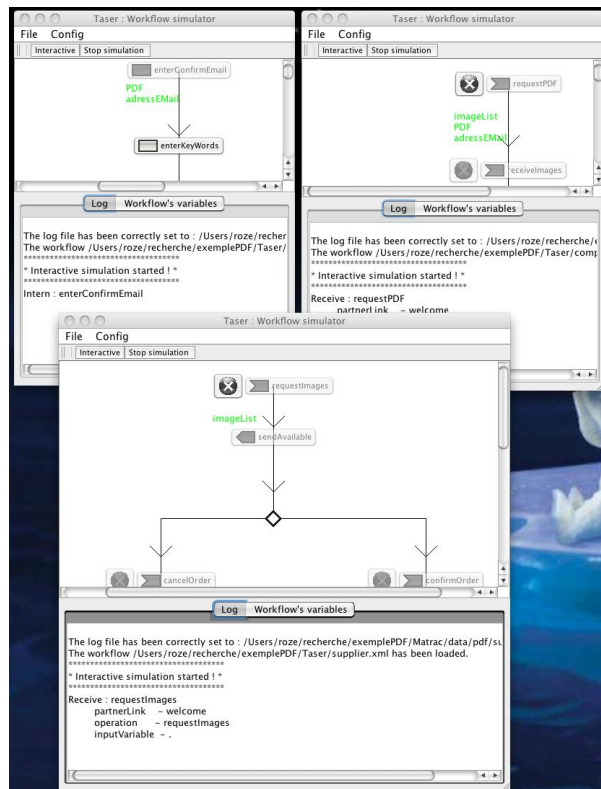 Taser : Workflow simulator
File Config
Interactive Stop simulation
enterConfirmEmail
PDF
adressEMail
enterKeyWords
Log Workflow's variables
The log file has been correctly set to : /Users/roze/recher
The workflow /Users/roze/recherche/exemplePDF/Taser/
***********************************
* Interactive simulation started ! *
***********************************
Intern : enterConfirmEmail
Taser : Workflow simulator
File Config
Interactive Stop simulation
requestPDF
imageList
PDF
adressEMail
receiveImages
Log Workflow's variables
The log file has been correctly set to : /Users/roze/recherche/e
The workflow /Users/roze/recherche/exemplePDF/Taser/comp
***********************************
* Interactive simulation started ! *
***********************************
Receive : requestPDF
partnerLink - welcome
Taser : Workflow simulator
File Config
Interactive Stop simulation
requestImages
imageList
sendAvailable
cancelOrder
confirmOrder
Log Workflow's variables
The log file has been correctly set to : /Users/roze/recherche/exemplePDF/Matrac/data/pdf/su
The workflow /Users/roze/recherche/exemplePDF/Taser/supplier.xml has been loaded.
***********************************
* Interactive simulation started ! *
***********************************
Receive : requestImages
partnerLink - welcome
operation - requestImages
inputVariable - .